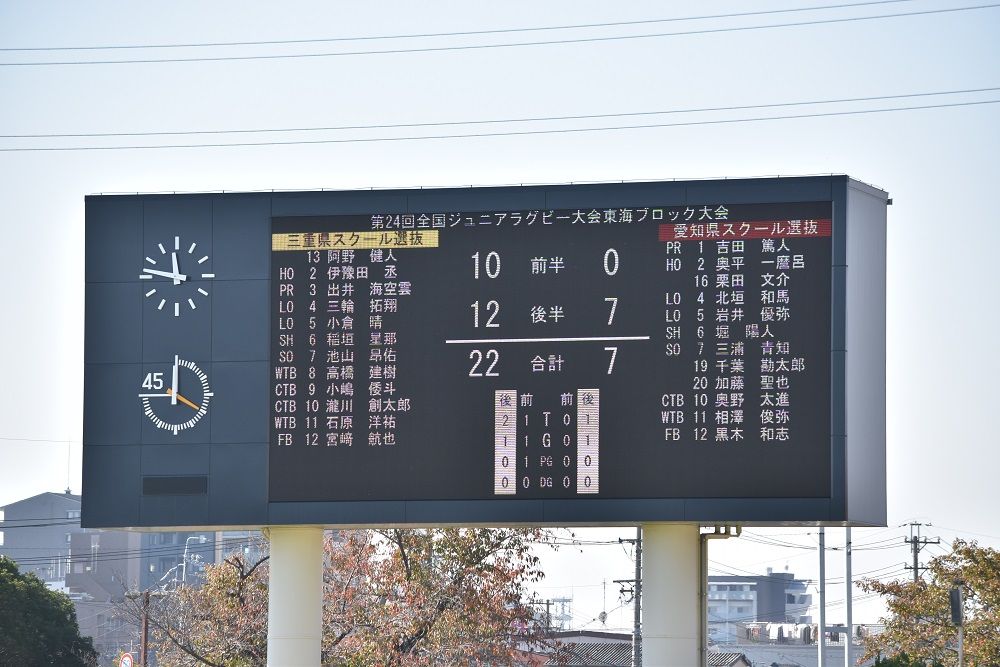 第24回全国ジュニアラグビー大会東海ブロック大会
三重県スクール選抜
13 阿野 健人
HO 2 伊豫田 丞
PR 3 出井 海空雲
LO 4 三輪 拓翔
LO 5 小倉 晴
SH 6 稲垣 星那
SO 7 池山 昂佑
WTB 8 高橋 建樹
CTB 9 小嶋 倭斗
CTB 10 瀧川 創太郎
WTB 11 石原 洋祐
FB 12 宮﨑 航也
10 前半 0
12 後半 7
22 合計 7
後 前 前 後
2 1 T 0 1
1 1 G 0 1
0 1 PG 0 0
0 0 DG 0 0
愛知県スクール選抜
PR 1 吉田 篤人
HO 2 奥平 一麿呂
16 栗田 文介
LO 4 北垣 和馬
LO 5 岩井 優弥
SH 6 堀 陽人
SO 7 三浦 青知
19 千葉 勘太郎
20 加藤 聖也
CTB 10 奥野 太進
WTB 11 相澤 俊弥
FB 12 黒木 和志
45